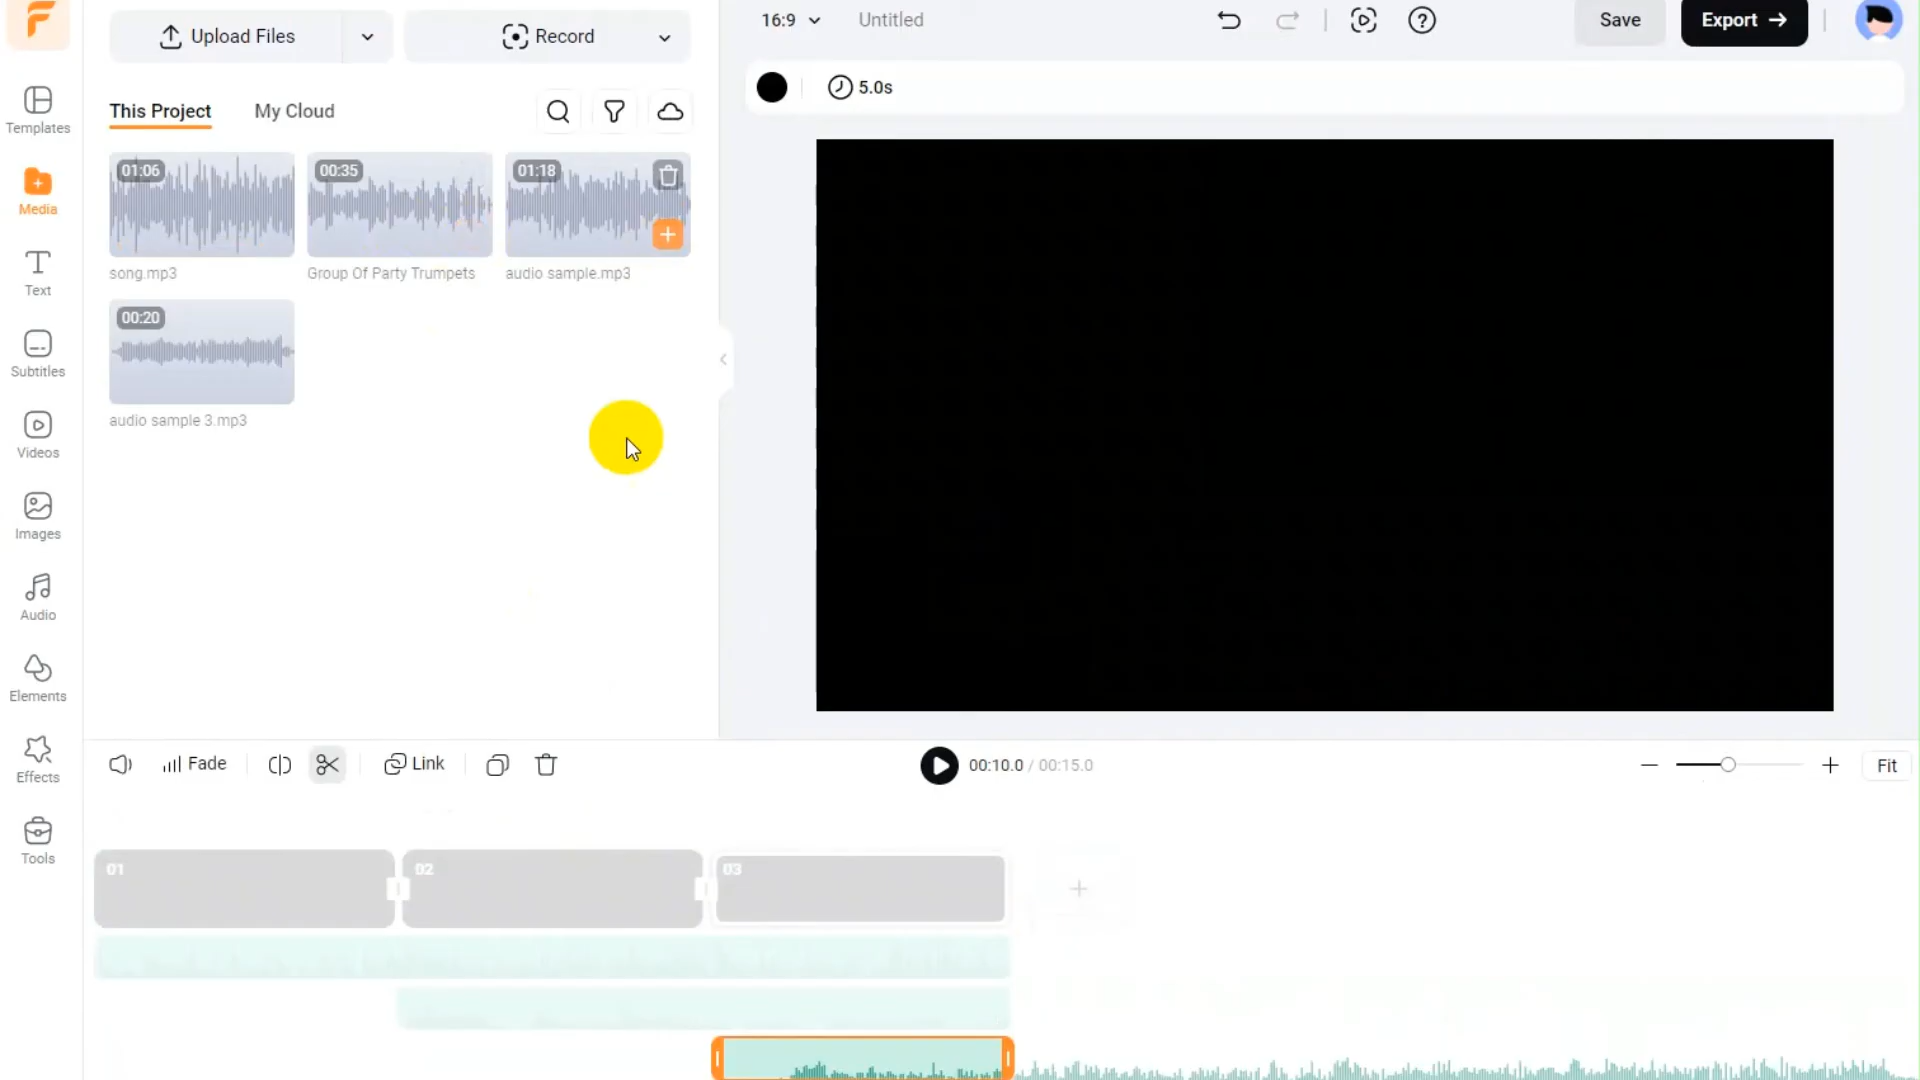 16:9
Untitled
Save
Export
Upload Files
Record
5.0s
This Project
My Cloud
Templates
Media
Text
Subtitles
Videos
Images
Audio
Elements
Effects
Tools
01:06
00:35
01:18
song.mp3
Group Of Party Trumpets
audio sample.mp3
00:20
audio sample 3.mp3
Fade
Link
00:10.0 / 00:15.0
Fit
01
02
03